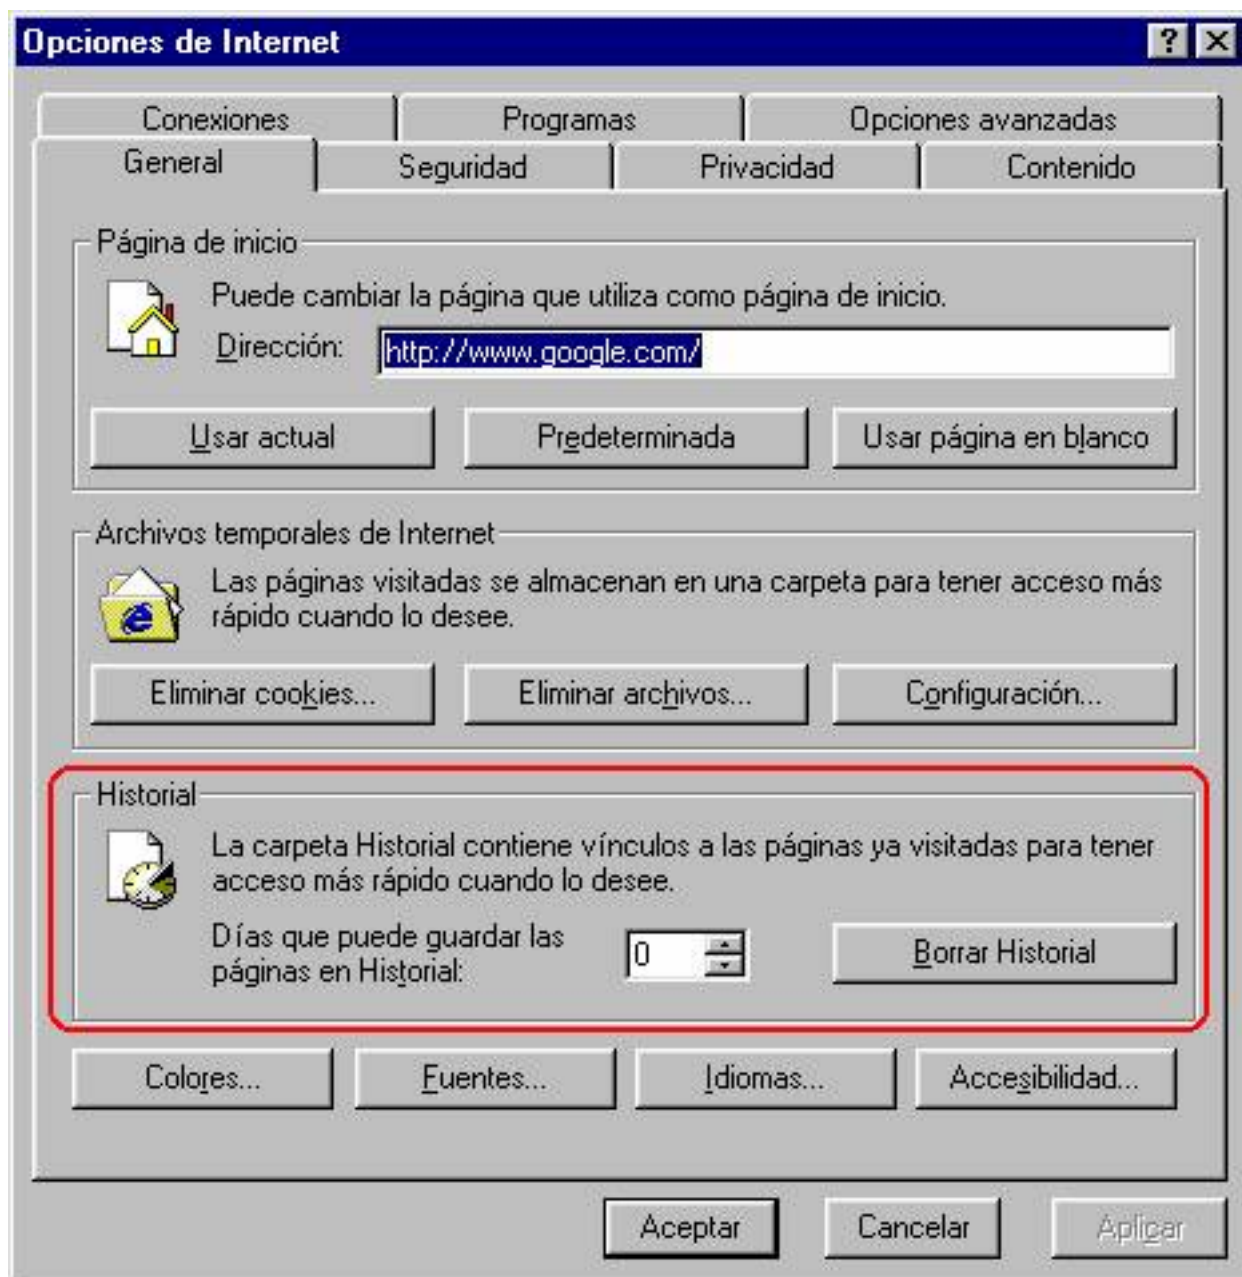 Opciones de Internet
Conexiones Programas Opciones avanzadas
General Seguridad Privacidad Contenido
Página de inicio
Puede cambiar la página que utiliza como página de inicio.
Dirección: http://www.google.com/
Usar actual Predeterminada Usar página en blanco
Archivos temporales de Internet
Las páginas visitadas se almacenan en una carpeta para tener acceso más
rápido cuando lo desee.
Eliminar cookies... Eliminar archivos... Configuración...
Historial
La carpeta Historial contiene vínculos a las páginas ya visitadas para tener
acceso más rápido cuando lo desee.
Días que puede guardar las
páginas en Historial: 0 Borrar Historial
Colores... Fuentes... Idiomas... Accesibilidad...
Aceptar Cancelar Aplicar